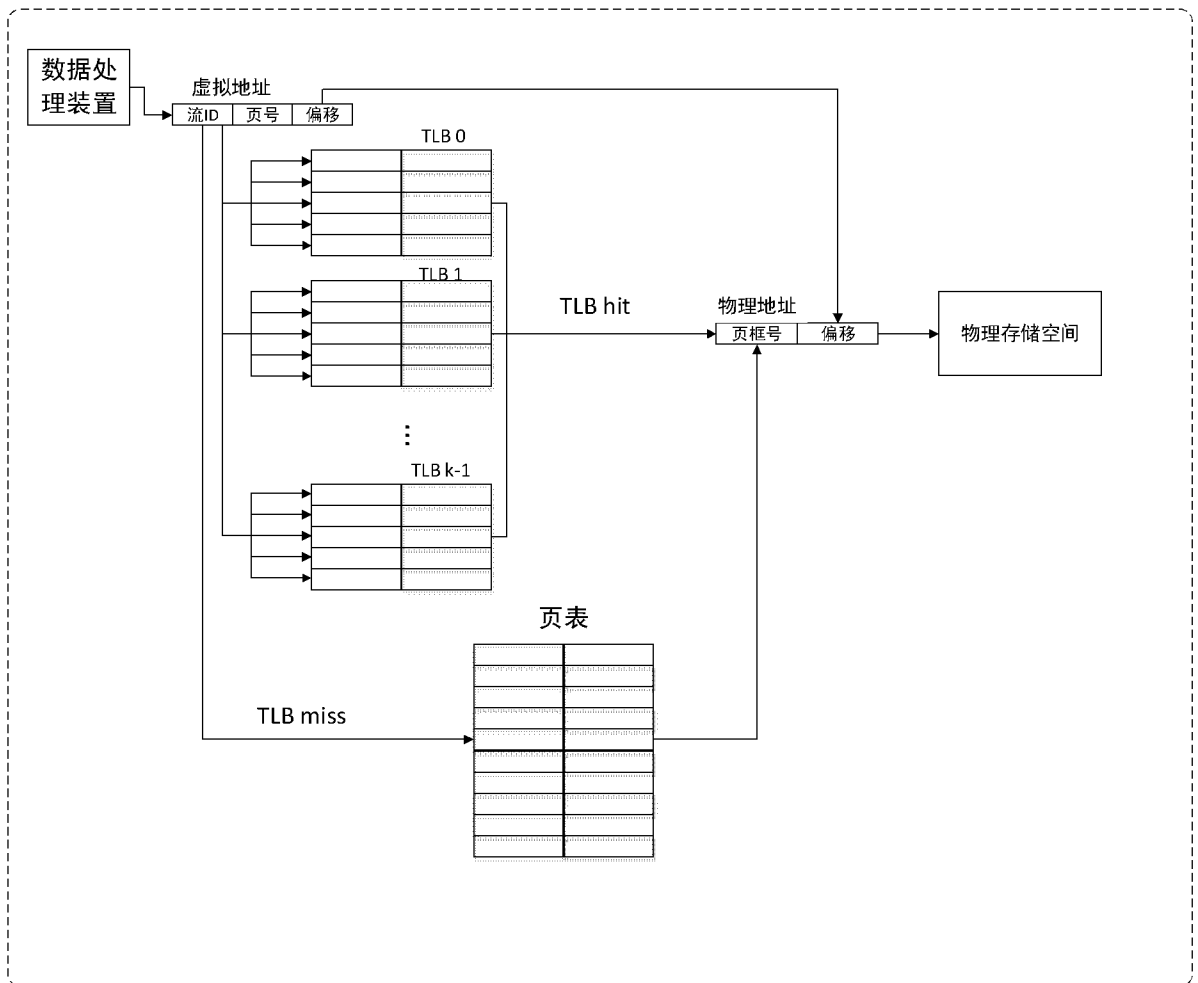 数据处
理装置
虚拟地址
流ID 页号 偏移
TLB 0
TLB 1
TLB hit
物理地址
页框号 偏移
物理存储空间
⋮
TLB k-1
页表
TLB miss